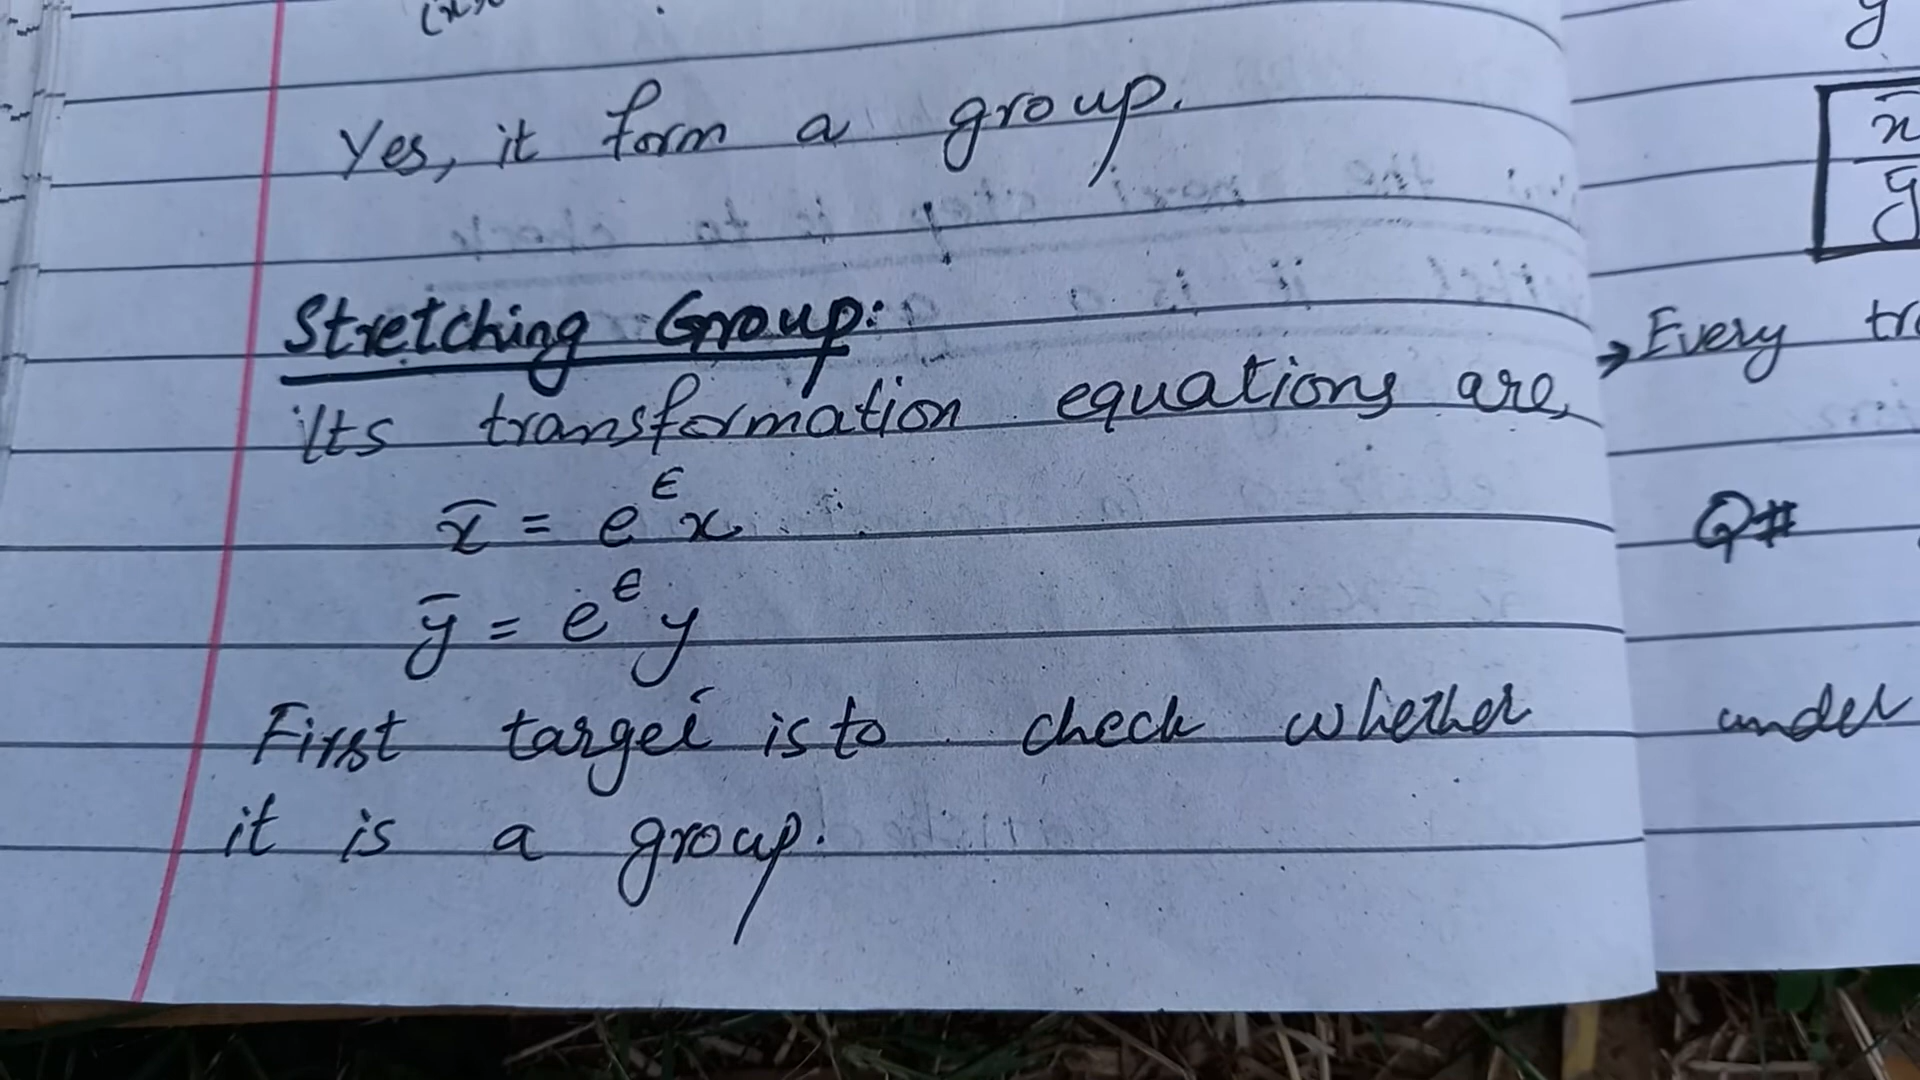 Yes, it form a group.
Stretching Group:
Its transformation equations are,
x̄ = e^ϵ x
ȳ = e^ϵ y
First target is to check whether
it is a group.
y
x̄
ȳ
→ Every
Q#
under